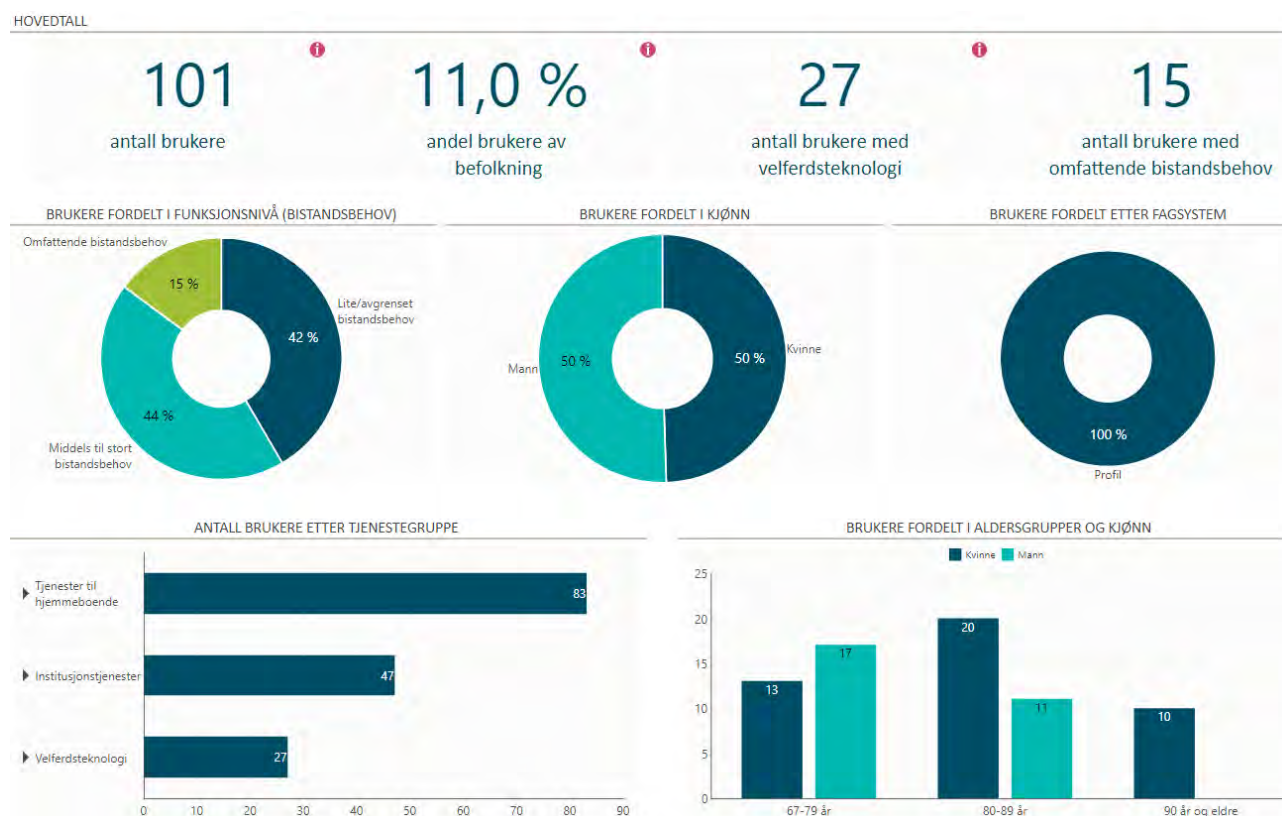 HOVEDTALL
101
antall brukere
11,0 %
andel brukere av
befolkning
27
antall brukere med
velferdsteknologi
15
antall brukere med
omfattende bistandsbehov
BRUKERE FORDELT I FUNKSJONSNIVÅ (BISTANDSBEHOV)
Omfattende bistandsbehov
15 %
Lite/avgrenset
bistandsbehov
42 %
44 %
Middels til stort
bistandsbehov
BRUKERE FORDELT I KJØNN
Mann
50 %
50 %
Kvinne
BRUKERE FORDELT ETTER FAGSYSTEM
100 %
Profil
ANTALL BRUKERE ETTER TJENESTEGRUPPE
Tjenester til
hjemmeboende
83
Institusjonstjenester
47
Velferdsteknologi
27
0 10 20 30 40 50 60 70 80 90
BRUKERE FORDELT I ALDERSGRUPPER OG KJØNN
Kvinne Mann
25
20
15
10
5
0
13
17
20
11
10
67-79 år 80-89 år 90 år og eldre